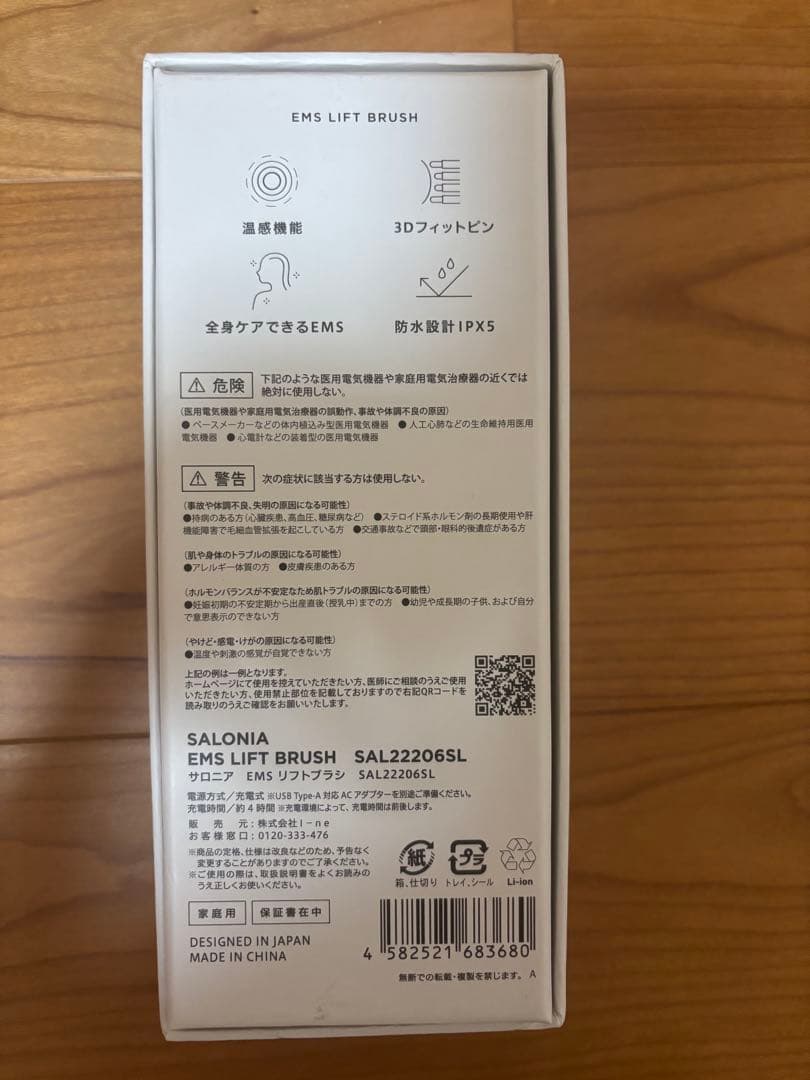 EMS LIFT BRUSH
温感機能
3Dフィットピン
全身ケアできるEMS
防水設計IPX5
危険 下記のような医用電気機器や家庭用電気治療器の近くでは
絶対に使用しない。
(医用電気機器や家庭用電気治療器の誤動作、事故や体調不良の原因)
●ペースメーカーなどの体内植込み型医用電気機器 ●人工心肺などの生命維持用医用
電気機器 ●心電計などの装着型の医用電気機器
警告 次の症状に該当する方は使用しない。
(事故や体調不良、失明の原因になる可能性)
●持病のある方(心臓疾患、高血圧、糖尿病など) ●ステロイド系ホルモン剤の長期使用や肝
機能障害で毛細血管拡張を起こしている方 ●交通事故などで頭部・眼科的後遺症がある方
(肌や身体のトラブルの原因になる可能性)
●アレルギー体質の方 ●皮膚疾患のある方
(ホルモンバランスが不安定なため肌トラブルの原因になる可能性)
●妊娠初期の不安定期から出産直後(授乳中)までの方 ●幼児や成長期の子供、および自分
で意思表示のできない方
(やけど・感電・けがの原因になる可能性)
●温度や刺激の感覚が自覚できない方
上記の例は一例となります。
ホームページにて使用を控えていただきたい方、医師にご相談のうえご使用
いただきたい方、使用禁止部位を記載しておりますので右記QRコードを
読み取りのうえご確認をお願いいたします。
SALONIA
EMS LIFT BRUSH SAL22206SL
サロニア EMS リフトブラシ SAL22206SL
電源方式/充電式 ※USB Type-A 対応 AC アダプターを別途ご準備ください。
充電時間/約4時間 ※充電環境によって、充電時間は前後します。
販売元:株式会社I-ne
お客様窓口:0120-333-476
※商品の定格、仕様は改良などのため、予告なく
変更することがありますのでご了承ください。
※ご使用の際は、取扱説明書をよくお読みの
うえ正しくお使いください。
紙
箱、仕切り
プラ
トレイ、シール
Li-ion
家庭用 保証書在中
DESIGNED IN JAPAN
MADE IN CHINA
4 582521 683680
無断での転載・複製を禁じます。 A